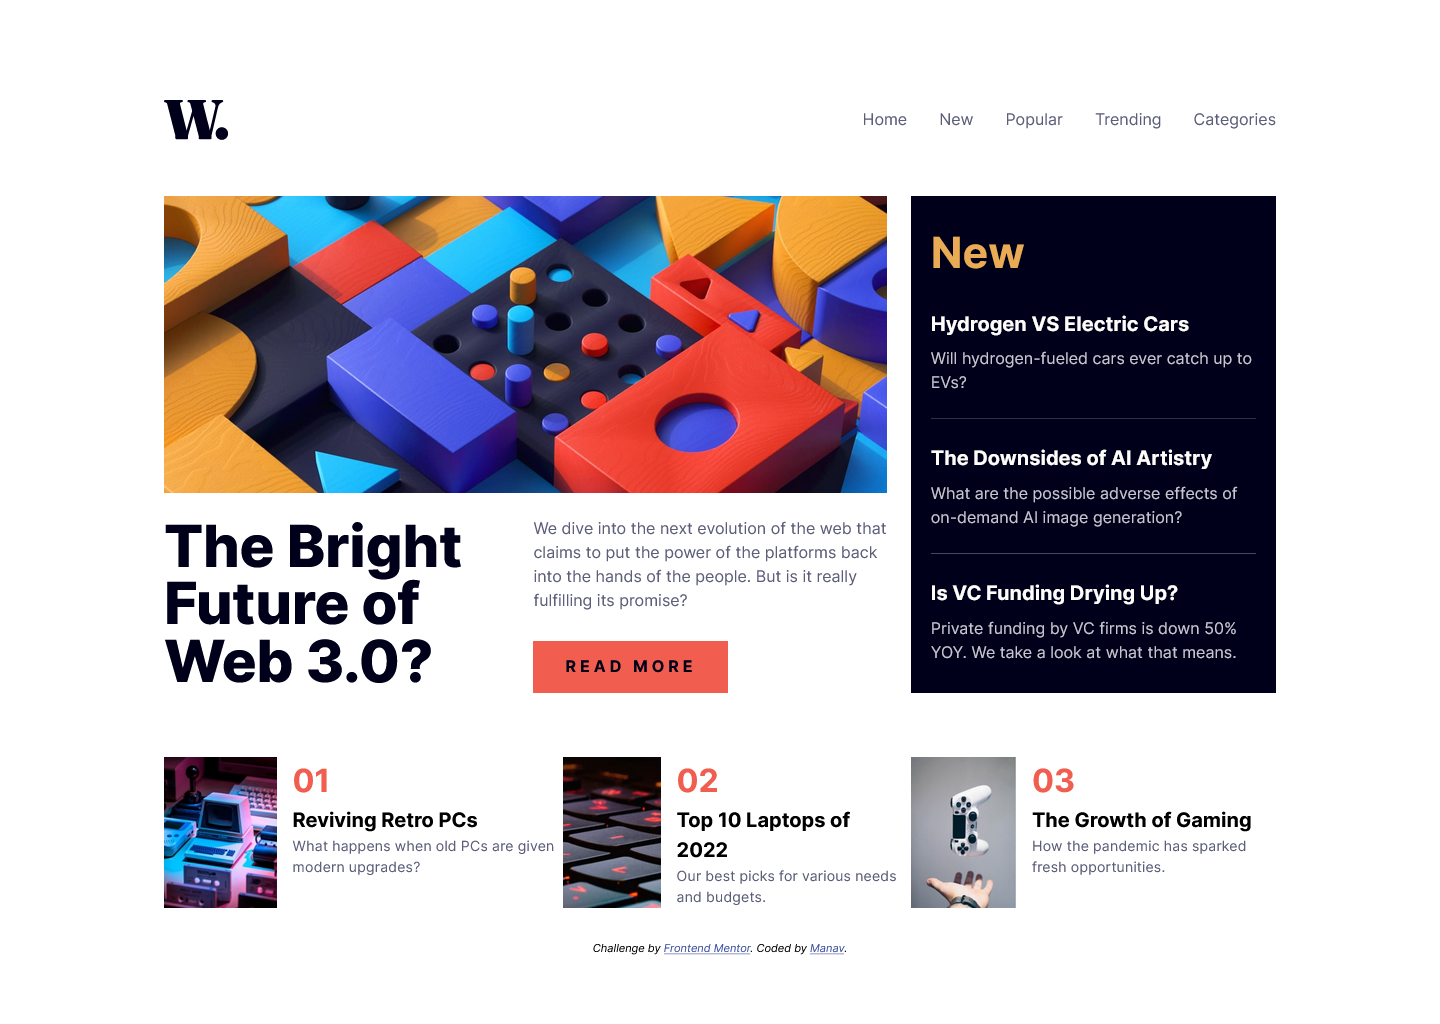 W.
Home New Popular Trending Categories
The Bright
Future of
Web 3.0?
We dive into the next evolution of the web that
claims to put the power of the platforms back
into the hands of the people. But is it really
fulfilling its promise?
READ MORE
New
Hydrogen VS Electric Cars
Will hydrogen-fueled cars ever catch up to
EVs?
The Downsides of AI Artistry
What are the possible adverse effects of
on-demand AI image generation?
Is VC Funding Drying Up?
Private funding by VC firms is down 50%
YOY. We take a look at what that means.
01
Reviving Retro PCs
What happens when old PCs are given
modern upgrades?
02
Top 10 Laptops of
2022
Our best picks for various needs
and budgets.
03
The Growth of Gaming
How the pandemic has sparked
fresh opportunities.
Challenge by Frontend Mentor. Coded by Manav.